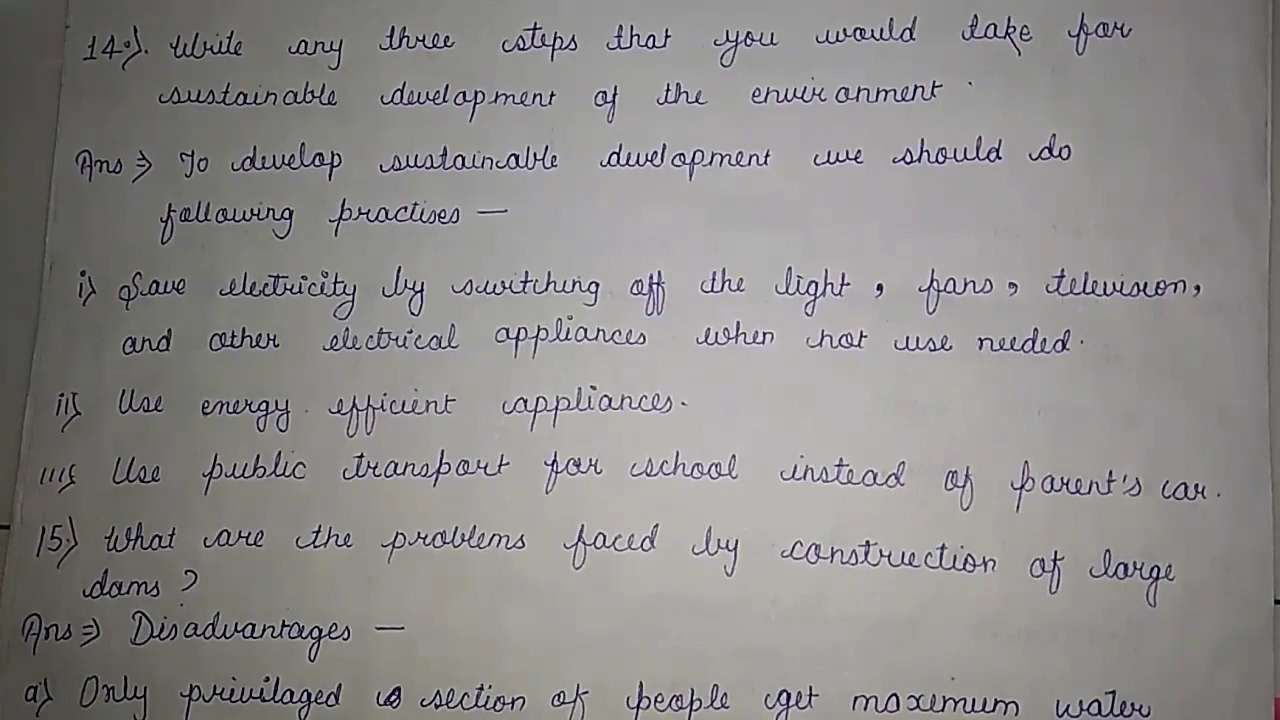 14.). Write any three steps that you would take for
sustainable development of the environment.
Ans ⇒ To develop sustainable development we should do
following practises —
i) Save electricity by switching off the light, fans, television,
and other electrical appliances when not use needed.
ii) Use energy efficient appliances.
iii) Use public transport for school instead of parent's car.
15.) What are the problems faced by construction of large
dams?
Ans ⇒ Disadvantages —
a) Only privilaged section of people get maximum water